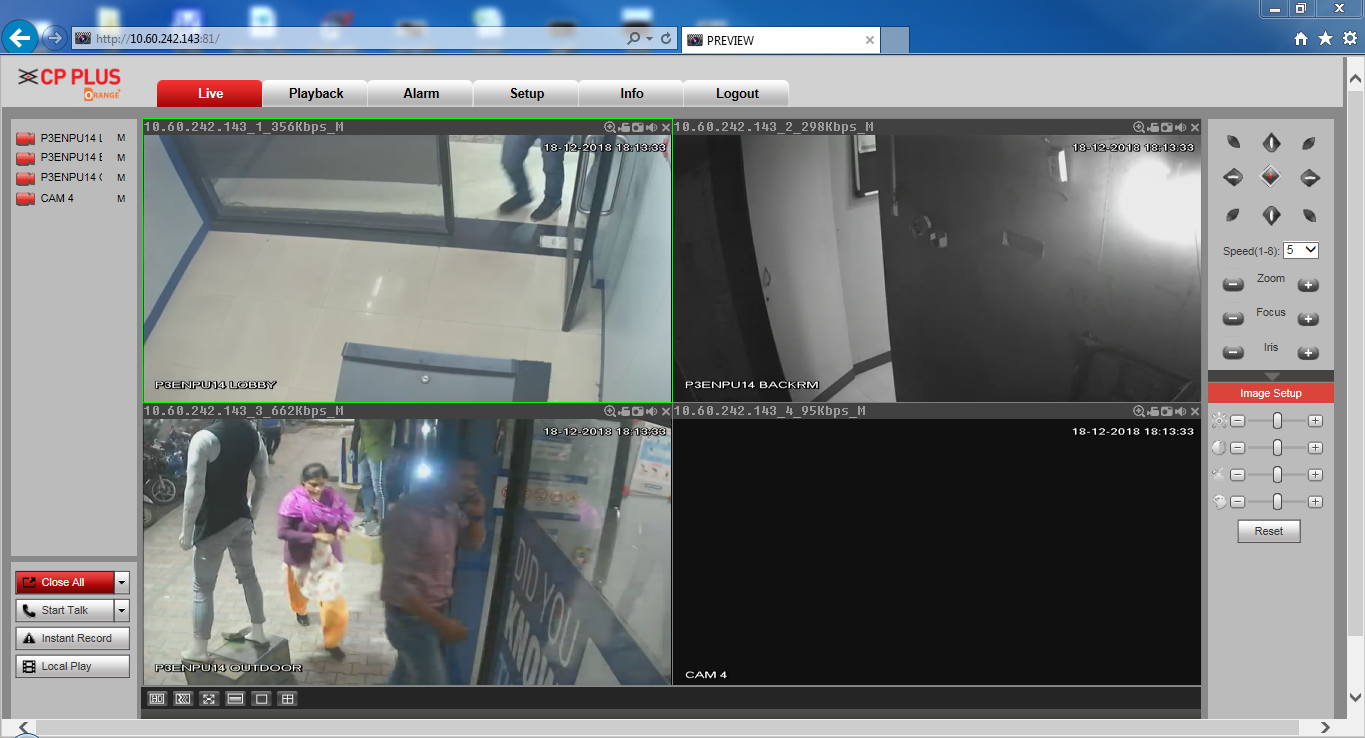 http://10.60.242.143:81/
PREVIEW
CP PLUS
ORANGE
Live
Playback
Alarm
Setup
Info
Logout
P3ENPU14 L M
P3ENPU14 E M
P3ENPU14 ( M
CAM 4 M
10.60.242.143_1_356Kbps_M
18-12-2018 18:13:33
P3ENPU14 LOBBY
10.60.242.143_2_298Kbps_M
18-12-2018 18:13:33
P3ENPU14 BACKRM
10.60.242.143_3_662Kbps_M
18-12-2018 18:13:33
DID YOU
KNOW
P3ENPU14 OUTDOOR
10.60.242.143_4_95Kbps_M
18-12-2018 18:13:33
CAM 4
Speed(1-8): 5
Zoom
Focus
Iris
Image Setup
Reset
Close All
Start Talk
Instant Record
Local Play
HD